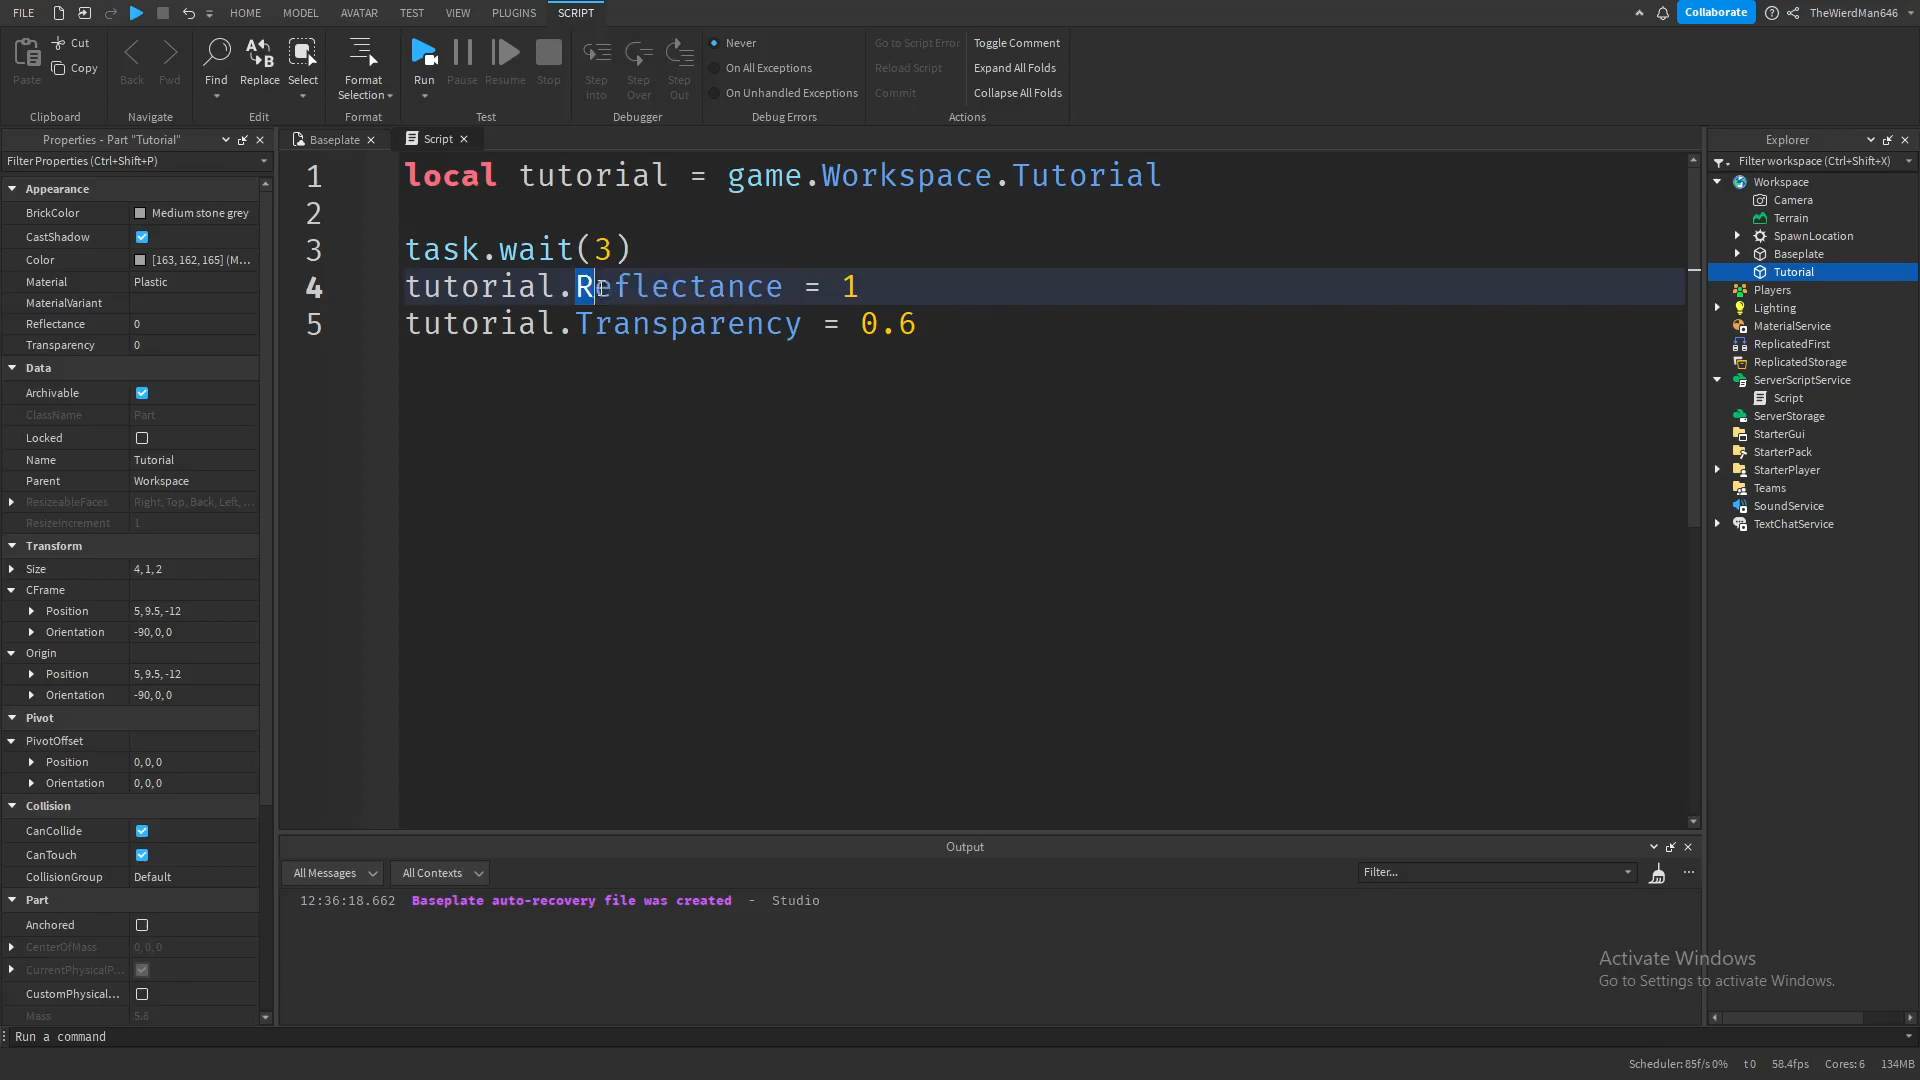 FILE HOME MODEL AVATAR TEST VIEW PLUGINS SCRIPT Collaborate TheWierdMan646
Paste Cut Copy Back Fwd Find Replace Select Format Selection Run Pause Resume Stop Step Into Step Over Step Out
Never Go to Script Error Toggle Comment
On All Exceptions Reload Script Expand All Folds
On Unhandled Exceptions Commit Collapse All Folds
Clipboard Navigate Edit Format Test Debugger Debug Errors Actions
Properties - Part "Tutorial"
Filter Properties (Ctrl+Shift+P)
Appearance
BrickColor Medium stone grey
CastShadow
Color [163, 162, 165] (M...
Material Plastic
MaterialVariant
Reflectance 0
Transparency 0
Data
Archivable
ClassName Part
Locked
Name Tutorial
Parent Workspace
ResizeableFaces Right, Top, Back, Left, ...
ResizeIncrement 1
Transform
Size 4, 1, 2
CFrame
Position 5, 9.5, -12
Orientation -90, 0, 0
Origin
Position 5, 9.5, -12
Orientation -90, 0, 0
Pivot
PivotOffset
Position 0, 0, 0
Orientation 0, 0, 0
Collision
CanCollide
CanTouch
CollisionGroup Default
Part
Anchored
CenterOfMass 0, 0, 0
CurrentPhysicalP...
CustomPhysical...
Mass 5.6
Baseplate Script
1 local tutorial = game.Workspace.Tutorial
2
3 task.wait(3)
4 tutorial.Reflectance = 1
5 tutorial.Transparency = 0.6
Output
All Messages All Contexts Filter...
12:36:18.662 Baseplate auto-recovery file was created - Studio
Explorer
Filter workspace (Ctrl+Shift+X)
Workspace
Camera
Terrain
SpawnLocation
Baseplate
Tutorial
Players
Lighting
MaterialService
ReplicatedFirst
ReplicatedStorage
ServerScriptService
Script
ServerStorage
StarterGui
StarterPack
StarterPlayer
Teams
SoundService
TextChatService
Activate Windows
Go to Settings to activate Windows.
Run a command
Scheduler: 85f/s 0% t 0 58.4fps Cores: 6 134MB